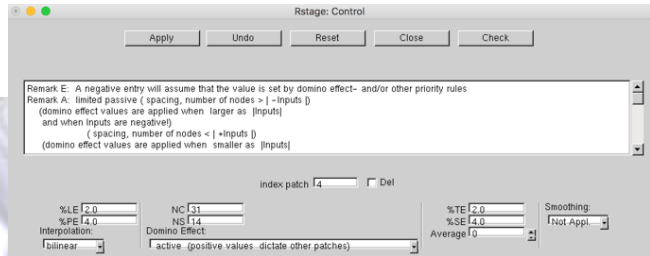 Rstage: Control
Apply Undo Reset Close Check
Remark E: A negative entry will assume that the value is set by domino effect- and/or other priority rules
Remark A: limited passive ( spacing, number of nodes > | -Inputs |)
(domino effect values are applied when larger as |Inputs|
and when Inputs are negative!)
( spacing, number of nodes < | +Inputs |)
(domino effect values are applied when smaller as |Inputs|
index patch 4 Del
%LE 2.0 NC 31 %TE 2.0 Smoothing:
%PE 4.0 NS 14 %SE 4.0 Not Appl.
Interpolation: Domino Effect: Average 0
bilinear active (positive values dictate other patches)